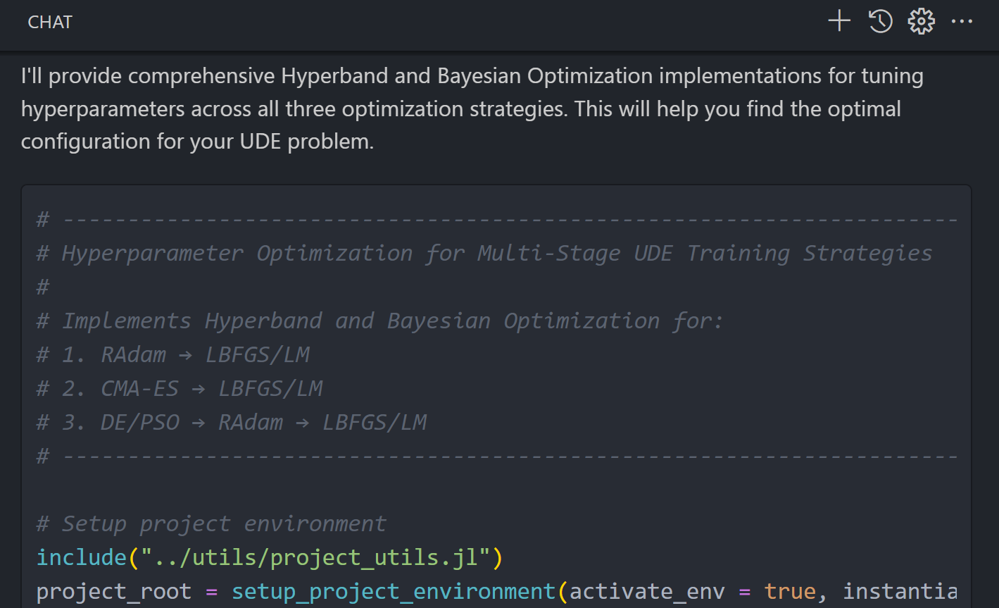 CHAT
I'll provide comprehensive Hyperband and Bayesian Optimization implementations for tuning
hyperparameters across all three optimization strategies. This will help you find the optimal
configuration for your UDE problem.
# ---------------------------------------------------------------------
# Hyperparameter Optimization for Multi-Stage UDE Training Strategies
#
# Implements Hyperband and Bayesian Optimization for:
# 1. RAdam → LBFGS/LM
# 2. CMA-ES → LBFGS/LM
# 3. DE/PSO → RAdam → LBFGS/LM
# ---------------------------------------------------------------------
# Setup project environment
include("../utils/project_utils.jl")
project_root = setup_project_environment(activate_env = true, instantia